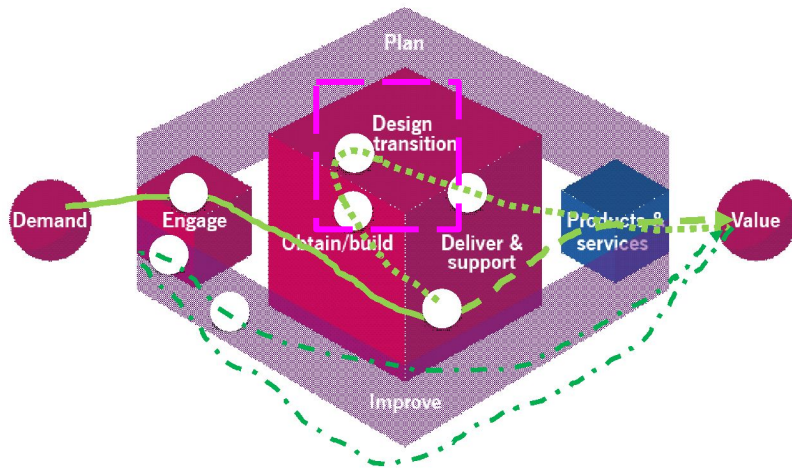 Plan
Design
transition
Demand
Engage
Obtain/build
Deliver &
support
Products &
services
Value
Improve